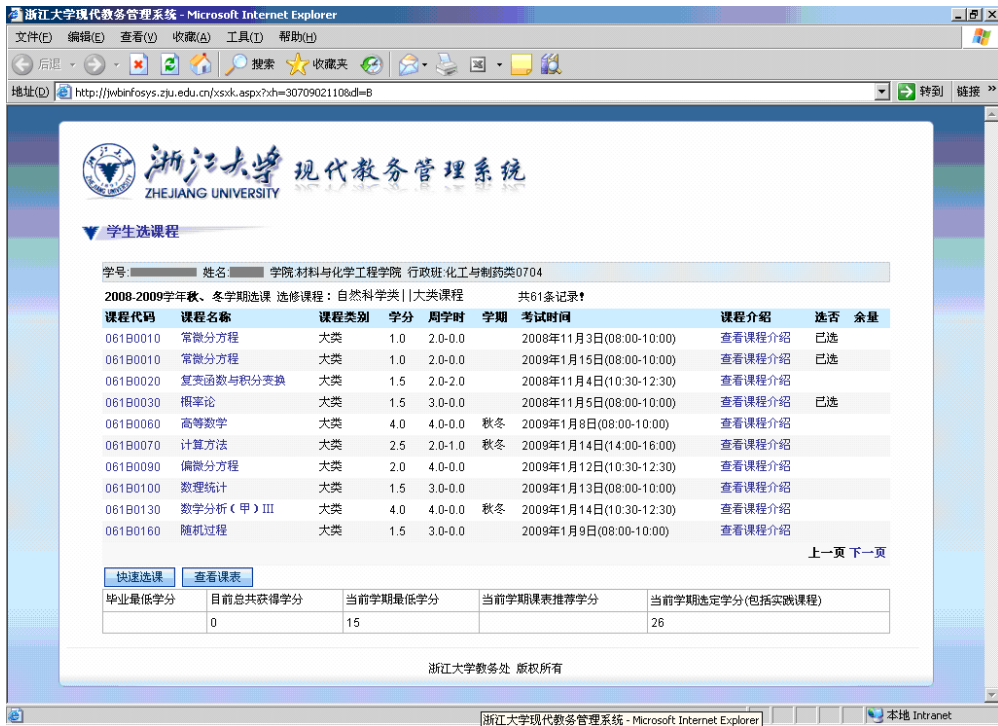 浙江大学现代教务管理系统 - Microsoft Internet Explorer
文件(F) 编辑(E) 查看(V) 收藏(A) 工具(T) 帮助(H)
后退 搜索 收藏夹
地址(D) http://jwbinfosys.zju.edu.cn/xsxk.aspx?xh=3070902110&dl=B 转到 链接 »
浙江大学 现代教务管理系统
ZHEJIANG UNIVERSITY
学生选课程
学号: 姓名: 学院:材料与化学工程学院 行政班:化工与制药类0704
2008-2009学年秋、冬学期选课 选修课程：自然科学类||大类课程 共61条记录!
课程代码 课程名称 课程类别 学分 周学时 学期 考试时间 课程介绍 选否 余量
061B0010 常微分方程 大类 1.0 2.0-0.0 2008年11月3日(08:00-10:00) 查看课程介绍 已选
061B0010 常微分方程 大类 1.0 2.0-0.0 2009年1月15日(08:00-10:00) 查看课程介绍 已选
061B0020 复变函数与积分变换 大类 1.5 2.0-2.0 2008年11月4日(10:30-12:30) 查看课程介绍
061B0030 概率论 大类 1.5 3.0-0.0 2008年11月5日(08:00-10:00) 查看课程介绍 已选
061B0060 高等数学 大类 4.0 4.0-0.0 秋冬 2009年1月8日(08:00-10:00) 查看课程介绍
061B0070 计算方法 大类 2.5 2.0-1.0 秋冬 2009年1月14日(14:00-16:00) 查看课程介绍
061B0090 偏微分方程 大类 2.0 4.0-0.0 2009年1月12日(10:30-12:30) 查看课程介绍
061B0100 数理统计 大类 1.5 3.0-0.0 2009年1月13日(08:00-10:00) 查看课程介绍
061B0130 数学分析（甲）III 大类 4.0 4.0-0.0 秋冬 2009年1月14日(10:30-12:30) 查看课程介绍
061B0160 随机过程 大类 1.5 3.0-0.0 2009年1月9日(08:00-10:00) 查看课程介绍
上一页 下一页
快速选课 查看课表
毕业最低学分 目前总共获得学分 当前学期最低学分 当前学期课表推荐学分 当前学期选定学分(包括实践课程)
0 15 26
浙江大学教务处 版权所有
浙江大学现代教务管理系统 - Microsoft Internet Explorer 本地 Intranet